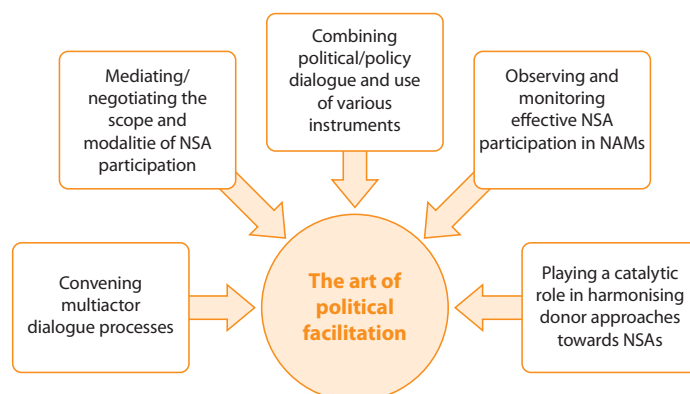 Combining
political/policy
dialogue and use
of various
instruments
Mediating/
negotiating the
scope and
modalitie of NSA
participation
Observing and
monitoring
effective NSA
participation in NAMs
Convening
multiactor
dialogue processes
The art of
political
facilitation
Playing a catalytic
role in harmonising
donor approaches
towards NSAs